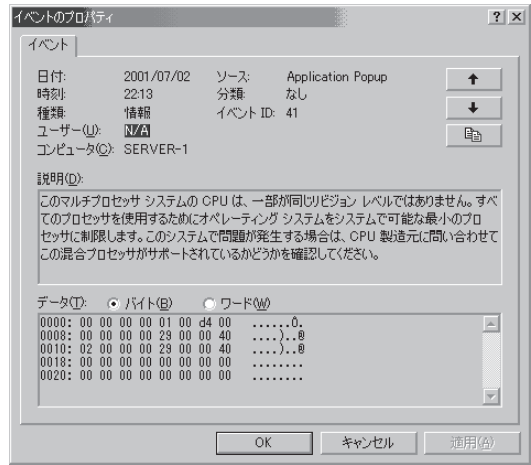 イベントのプロパティ
イベント
日付: 2001/07/02 ソース: Application Popup
時刻: 22:13 分類: なし
種類: 情報 イベント ID: 41
ユーザー(U): N/A
コンピュータ(C): SERVER-1
説明(D):
このマルチプロセッサ システムの CPU は、一部が同じリビジョン レベルではありません。すべ
てのプロセッサを使用するためにオペレーティング システムをシステムで可能な最小のプロ
セッサに制限します。このシステムで問題が発生する場合は、CPU 製造元に問い合わせて
この混合プロセッサがサポートされているかどうかを確認してください。
データ(T): バイト(B) ワード(W)
0000: 00 00 00 00 01 00 d4 00 ......Ô.
0008: 00 00 00 00 29 00 00 40 ....)..@
0010: 02 00 00 00 29 00 00 40 ....)..@
0018: 00 00 00 00 00 00 00 00 ........
0020: 00 00 00 00 00 00 00 00 ........
OK キャンセル 適用(A)